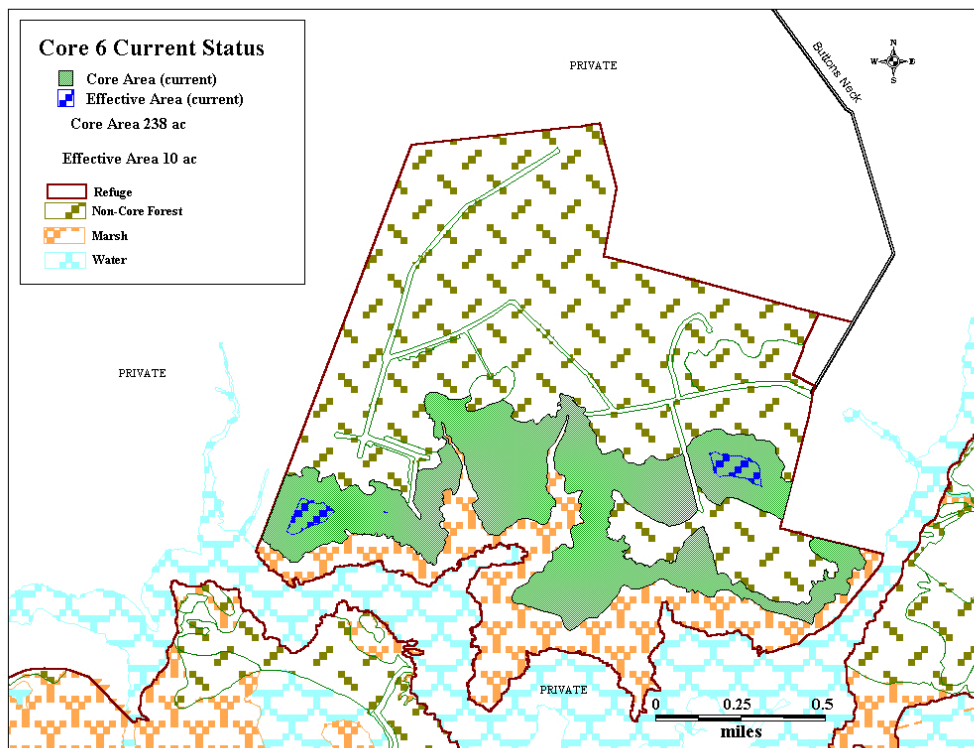 Core 6 Current Status
Core Area (current)
Effective Area (current)
Core Area 238 ac
Effective Area 10 ac
Refuge
Non-Core Forest
Marsh
Water
PRIVATE
Buttons Neck
N
W E
S
PRIVATE
PRIVATE
0 0.25 0.5
miles